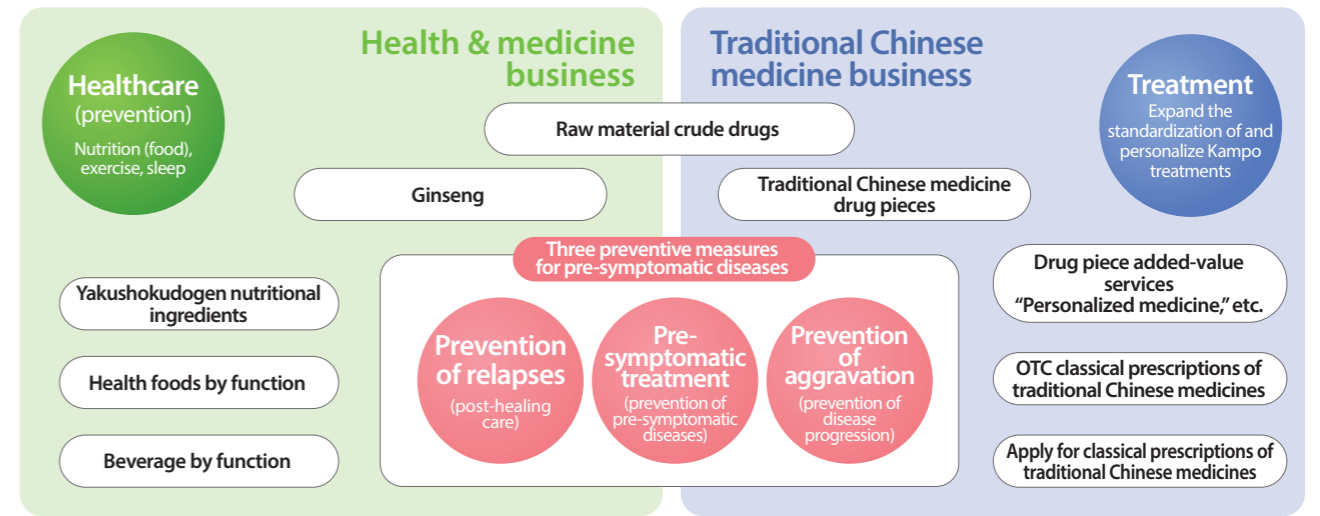 Healthcare
(prevention)
Nutrition (food),
exercise, sleep
Health & medicine
business
Traditional Chinese
medicine business
Treatment
Expand the
standardization of and
personalize Kampo
treatments
Raw material crude drugs
Ginseng
Traditional Chinese medicine
drug pieces
Three preventive measures
for pre-symptomatic diseases
Yakushokudogen nutritional
ingredients
Health foods by function
Beverage by function
Prevention
of relapses
(post-healing
care)
Pre-
symptomatic
treatment
(prevention of
pre-symptomatic
diseases)
Prevention
of
aggravation
(prevention of
disease
progression)
Drug piece added-value
services
“Personalized medicine,” etc.
OTC classical prescriptions of
traditional Chinese medicines
Apply for classical prescriptions of
traditional Chinese medicines